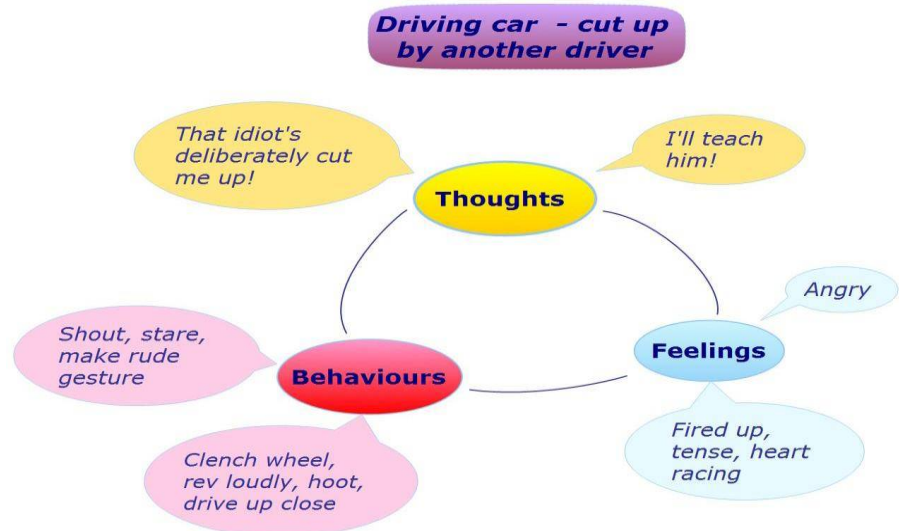 Driving car - cut up
by another driver
That idiot's
deliberately cut
me up!
I'll teach
him!
Thoughts
Angry
Feelings
Shout, stare,
make rude
gesture
Behaviours
Fired up,
tense, heart
racing
Clench wheel,
rev loudly, hoot,
drive up close